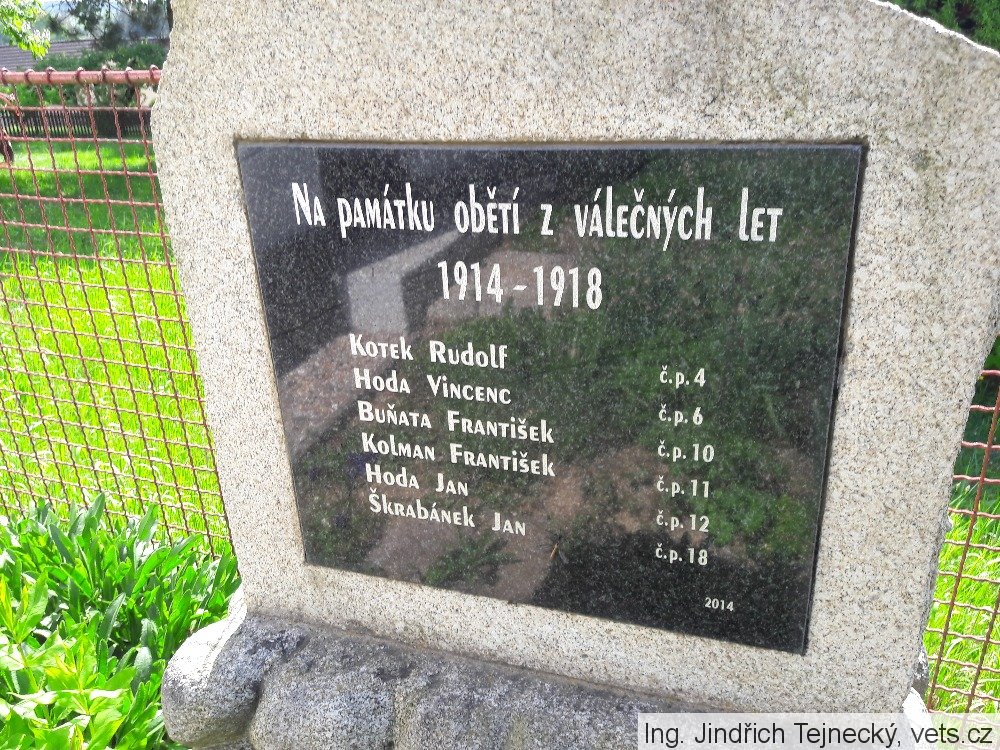 Na památku obětí z válečných let
1914 - 1918
Kotek Rudolf č.p. 4
Hoda Vincenc č.p. 6
Buňata František č.p. 10
Kolman František č.p. 11
Hoda Jan č.p. 12
Škrabánek Jan č.p. 18
2014
Ing. Jindřich Tejnecký, vets.cz